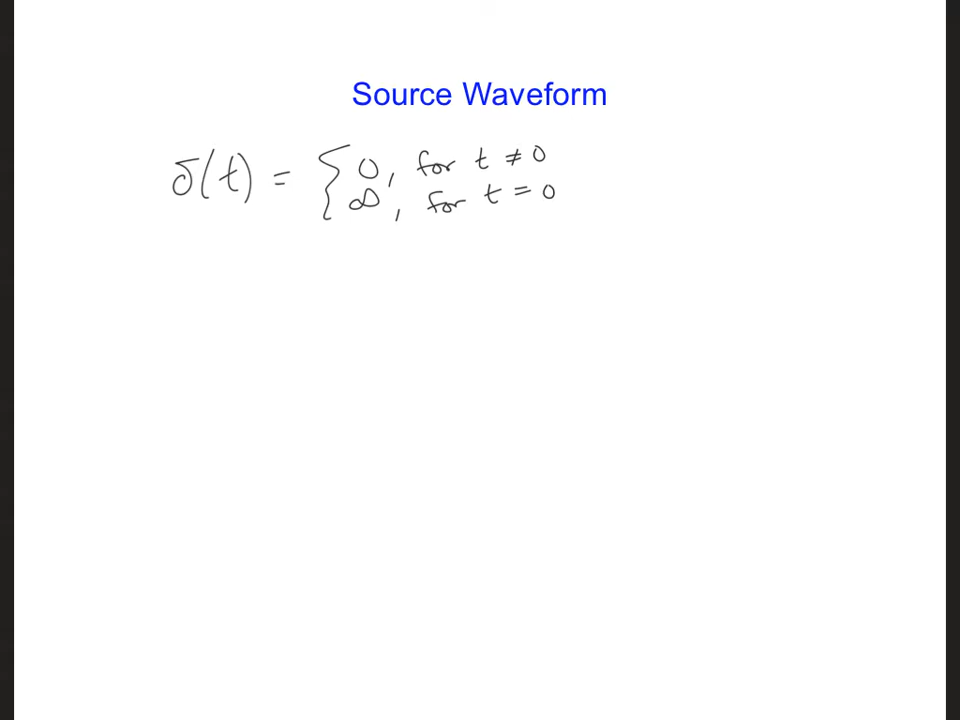 Source Waveform
δ(t) = { 0, for t ≠ 0
∞, for t = 0